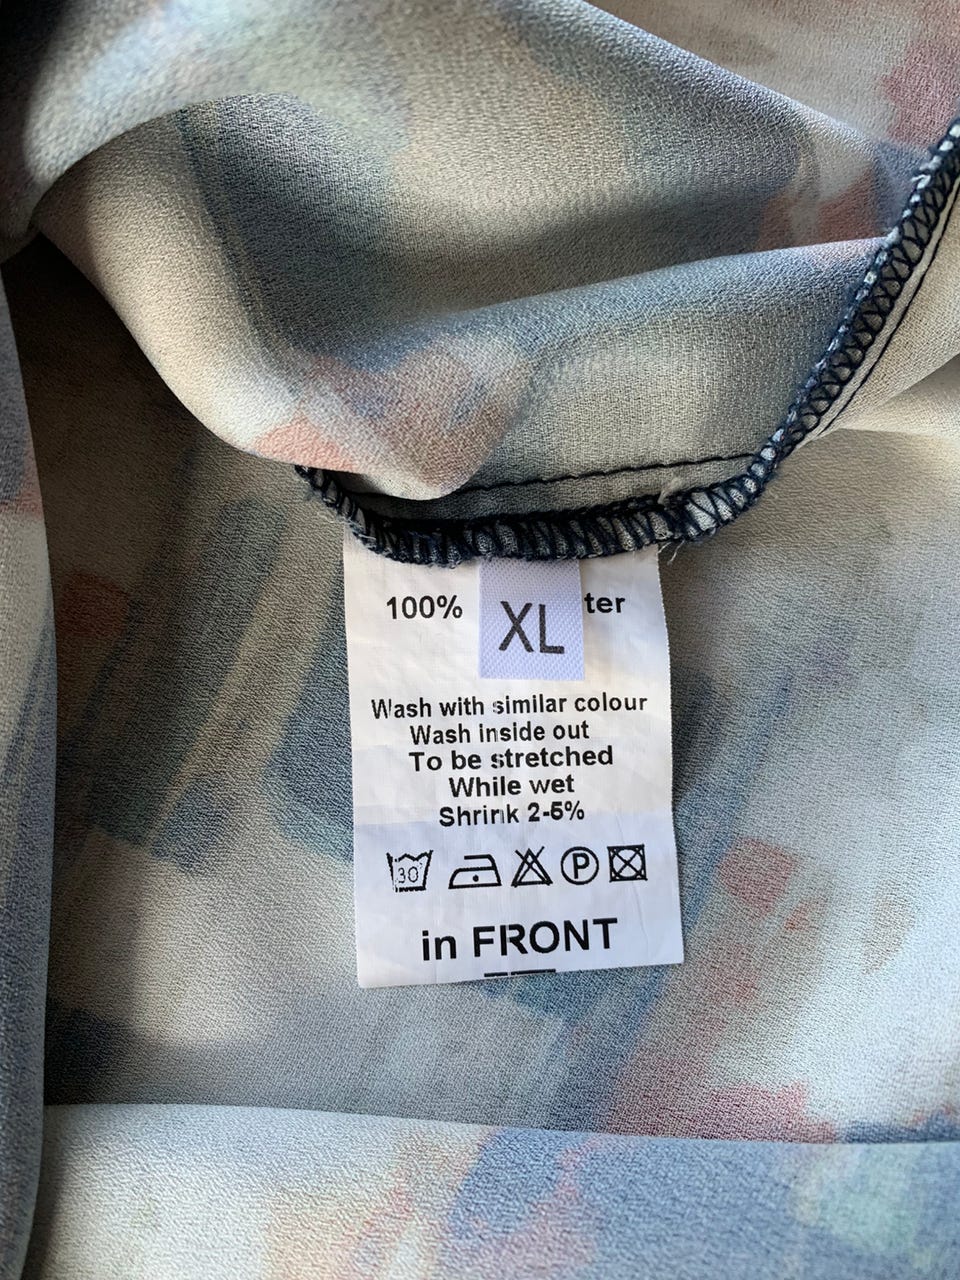 100% XL ter
Wash with similar colour
Wash inside out
To be stretched
While wet
Shrink 2-5%
30 P
in FRONT